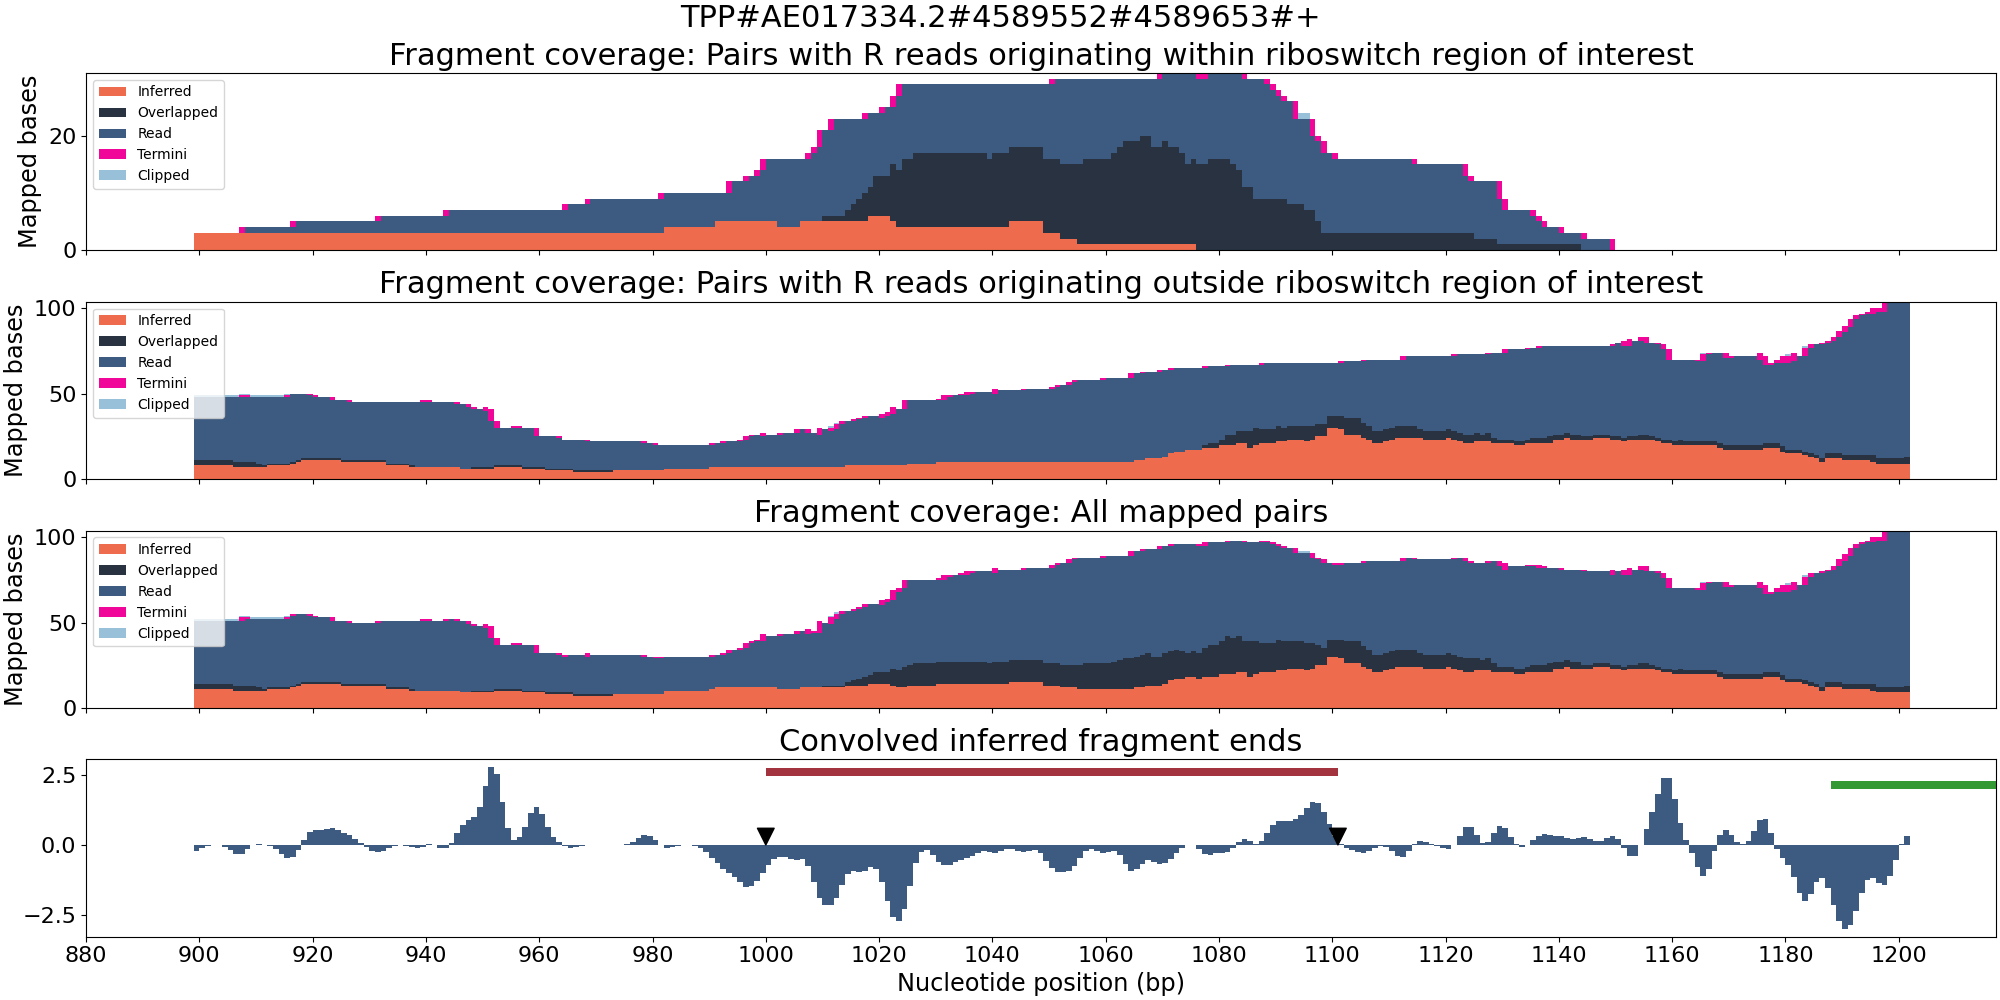 TPP#AE017334.2#4589552#4589653#+
Fragment coverage: Pairs with R reads originating within riboswitch region of interest
Mapped bases
20
0
Inferred
Overlapped
Read
Termini
Clipped
Fragment coverage: Pairs with R reads originating outside riboswitch region of interest
Mapped bases
100
50
0
Inferred
Overlapped
Read
Termini
Clipped
Fragment coverage: All mapped pairs
Mapped bases
100
50
0
Inferred
Overlapped
Read
Termini
Clipped
Convolved inferred fragment ends
2.5
0.0
−2.5
880 900 920 940 960 980 1000 1020 1040 1060 1080 1100 1120 1140 1160 1180 1200
Nucleotide position (bp)